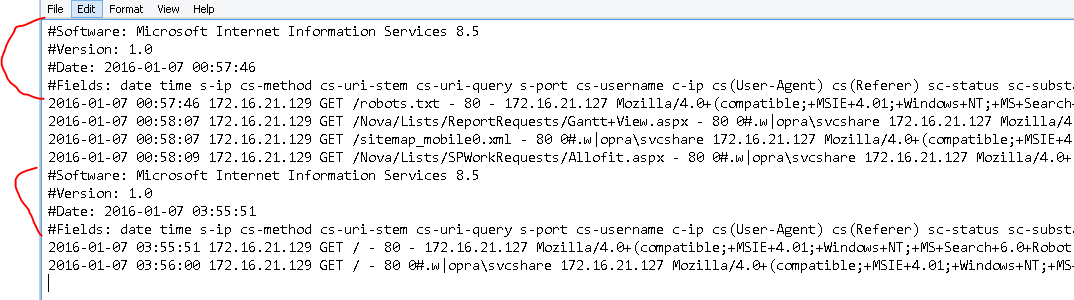 File Edit Format View Help
#Software: Microsoft Internet Information Services 8.5
#Version: 1.0
#Date: 2016-01-07 00:57:46
#Fields: date time s-ip cs-method cs-uri-stem cs-uri-query s-port cs-username c-ip cs(User-Agent) cs(Referer) sc-status sc-subst
2016-01-07 00:57:46 172.16.21.129 GET /robots.txt - 80 - 172.16.21.127 Mozilla/4.0+(compatible;+MSIE+4.01;+Windows+NT;+MS+Search+
2016-01-07 00:58:07 172.16.21.129 GET /Nova/Lists/ReportRequests/Gantt+View.aspx - 80 0#.w|opra\svcshare 172.16.21.127 Mozilla/4
2016-01-07 00:58:07 172.16.21.129 GET /sitemap_mobile0.xml - 80 0#.w|opra\svcshare 172.16.21.127 Mozilla/4.0+(compatible;+MSIE+4
2016-01-07 00:58:09 172.16.21.129 GET /Nova/Lists/SPWorkRequests/Allofit.aspx - 80 0#.w|opra\svcshare 172.16.21.127 Mozilla/4.0+
#Software: Microsoft Internet Information Services 8.5
#Version: 1.0
#Date: 2016-01-07 03:55:51
#Fields: date time s-ip cs-method cs-uri-stem cs-uri-query s-port cs-username c-ip cs(User-Agent) cs(Referer) sc-status sc-subst
2016-01-07 03:55:51 172.16.21.129 GET / - 80 - 172.16.21.127 Mozilla/4.0+(compatible;+MSIE+4.01;+Windows+NT;+MS+Search+6.0+Robot
2016-01-07 03:56:00 172.16.21.129 GET / - 80 0#.w|opra\svcshare 172.16.21.127 Mozilla/4.0+(compatible;+MSIE+4.01;+Windows+NT;+MS+